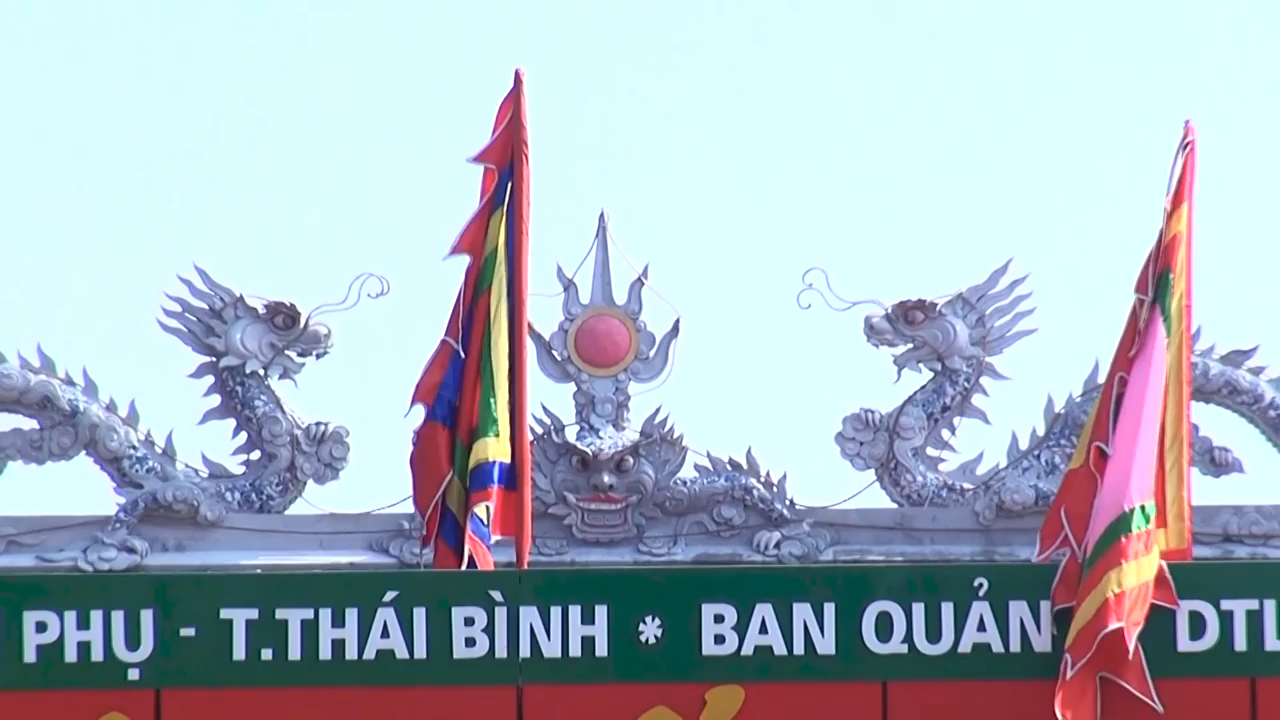 PHỤ - T.THÁI BÌNH * BAN QUẢN DTL